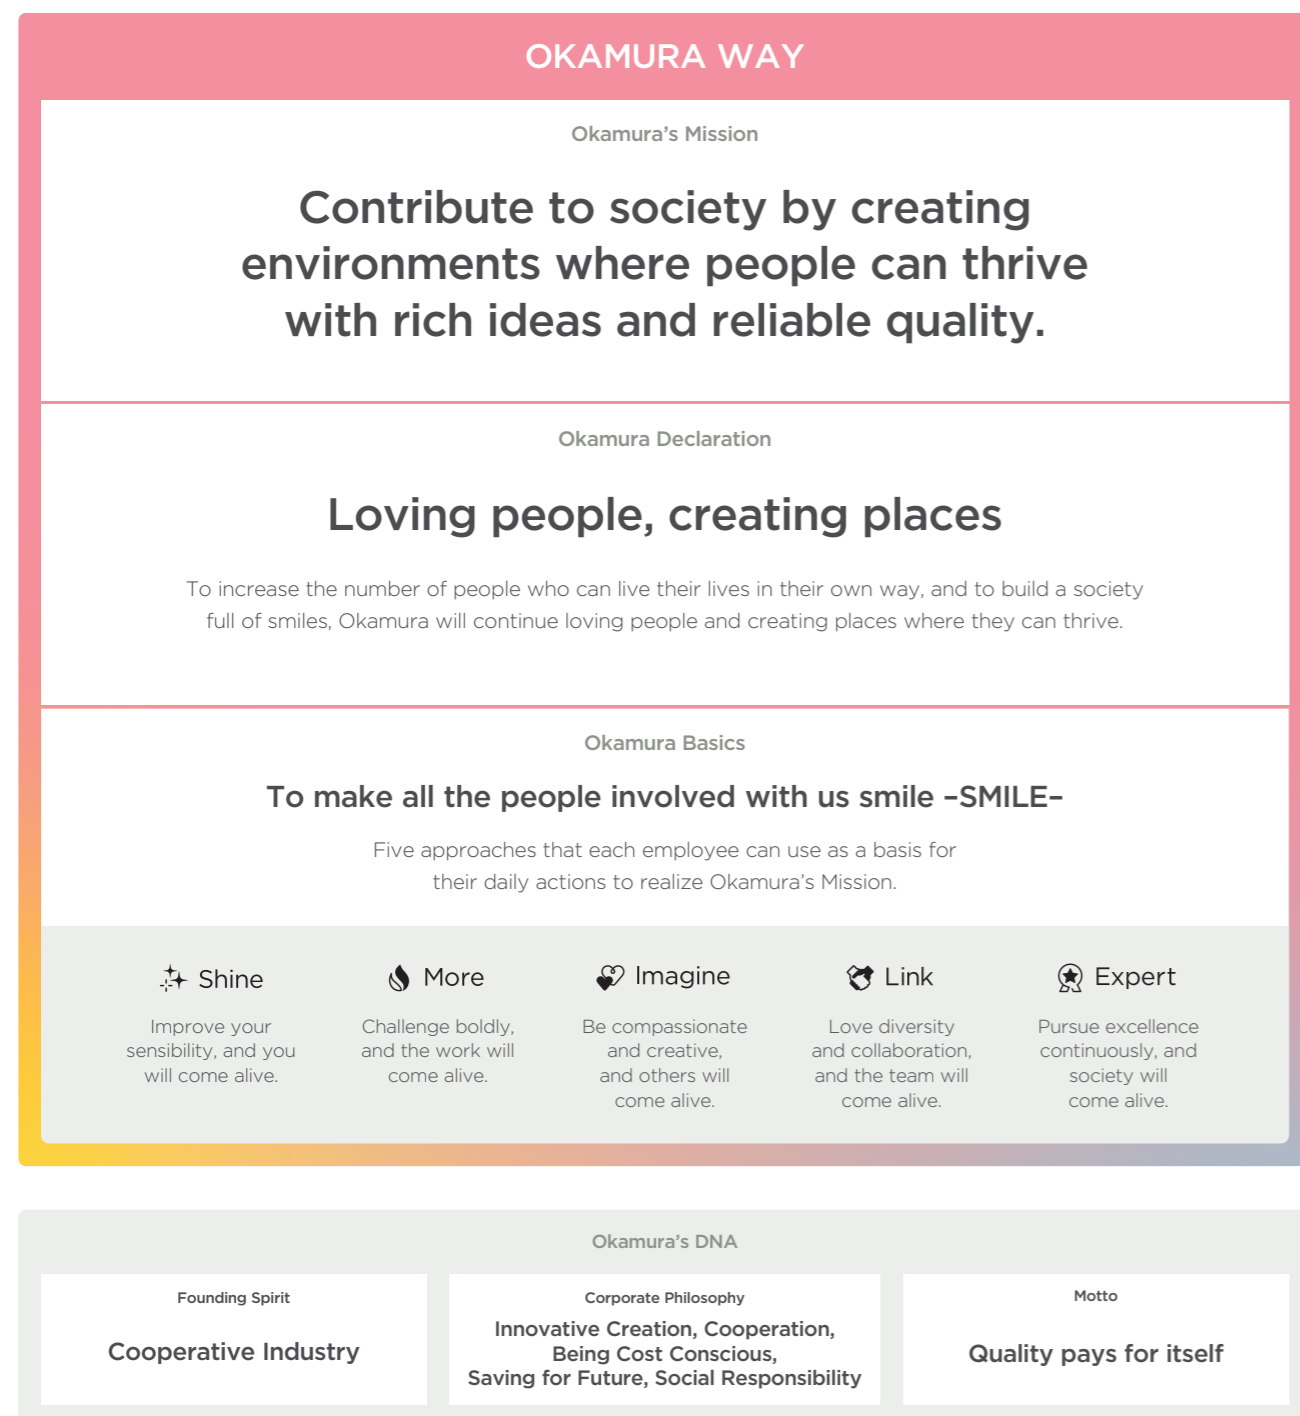 OKAMURA WAY
Okamura’s Mission
Contribute to society by creating
environments where people can thrive
with rich ideas and reliable quality.
Okamura Declaration
Loving people, creating places
To increase the number of people who can live their lives in their own way, and to build a society
full of smiles, Okamura will continue loving people and creating places where they can thrive.
Okamura Basics
To make all the people involved with us smile –SMILE–
Five approaches that each employee can use as a basis for
their daily actions to realize Okamura’s Mission.
Shine
Improve your
sensibility, and you
will come alive.
More
Challenge boldly,
and the work will
come alive.
Imagine
Be compassionate
and creative,
and others will
come alive.
Link
Love diversity
and collaboration,
and the team will
come alive.
Expert
Pursue excellence
continuously, and
society will
come alive.
Okamura’s DNA
Founding Spirit
Cooperative Industry
Corporate Philosophy
Innovative Creation, Cooperation,
Being Cost Conscious,
Saving for Future, Social Responsibility
Motto
Quality pays for itself